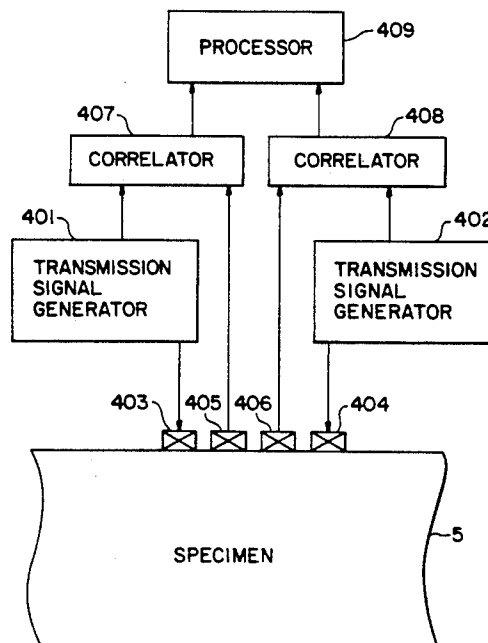 409
PROCESSOR
407
408
CORRELATOR
CORRELATOR
401
402
TRANSMISSION
SIGNAL
GENERATOR
TRANSMISSION
SIGNAL
GENERATOR
403
405
406
404
SPECIMEN
5